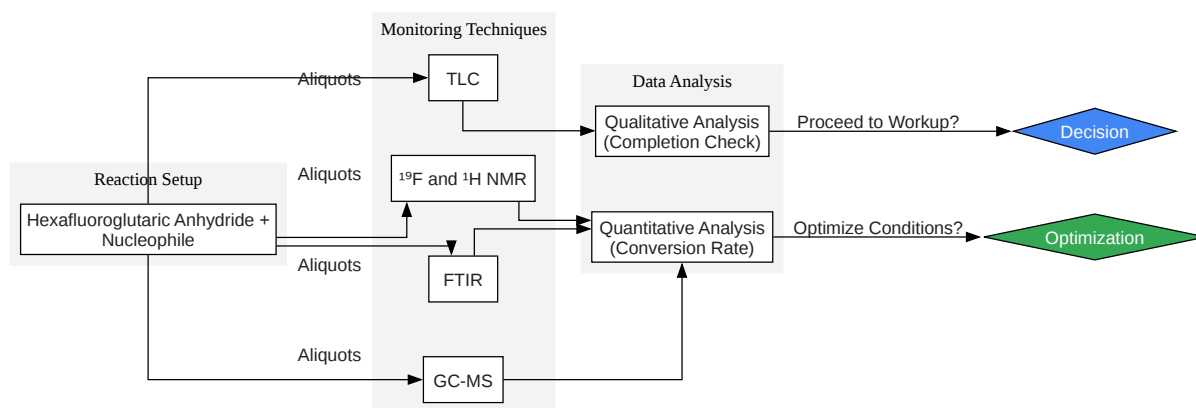 Reaction Setup
Hexafluoroglutaric Anhydride +
Nucleophile
Aliquots
Aliquots
Aliquots
Aliquots
Monitoring Techniques
TLC
¹⁹F and ¹H NMR
FTIR
GC-MS
Data Analysis
Qualitative Analysis
(Completion Check)
Quantitative Analysis
(Conversion Rate)
Proceed to Workup?
Decision
Optimize Conditions?
Optimization